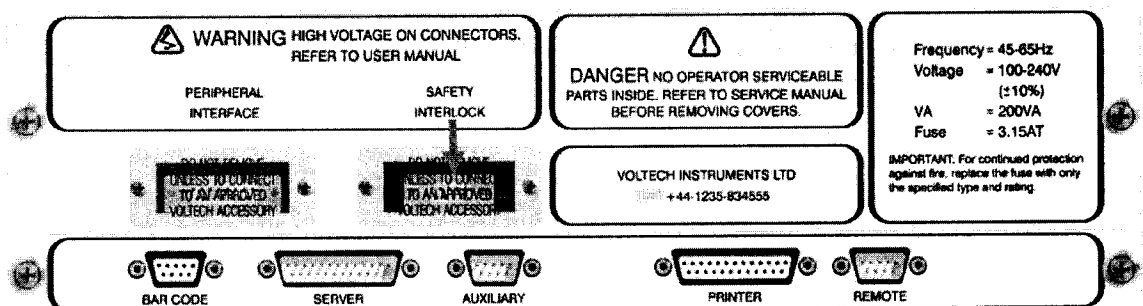 WARNING HIGH VOLTAGE ON CONNECTORS.
REFER TO USER MANUAL
PERIPHERAL
INTERFACE
SAFETY
INTERLOCK
DANGER NO OPERATOR SERVICEABLE
PARTS INSIDE. REFER TO SERVICE MANUAL
BEFORE REMOVING COVERS.
Frequency = 45-65Hz
Voltage = 100-240V
(±10%)
VA = 200VA
Fuse = 3.15AT
IMPORTANT. For continued protection
against fire, replace the fuse with only
the specified type and rating.
DO NOT REMOVE
UNLESS TO CONNECT
TO AN APPROVED
VOLTECH ACCESSORY
DO NOT REMOVE
UNLESS TO CONNECT
TO AN APPROVED
VOLTECH ACCESSORY
VOLTECH INSTRUMENTS LTD
+44-1235-834555
BAR CODE
SERVER
AUXILIARY
PRINTER
REMOTE